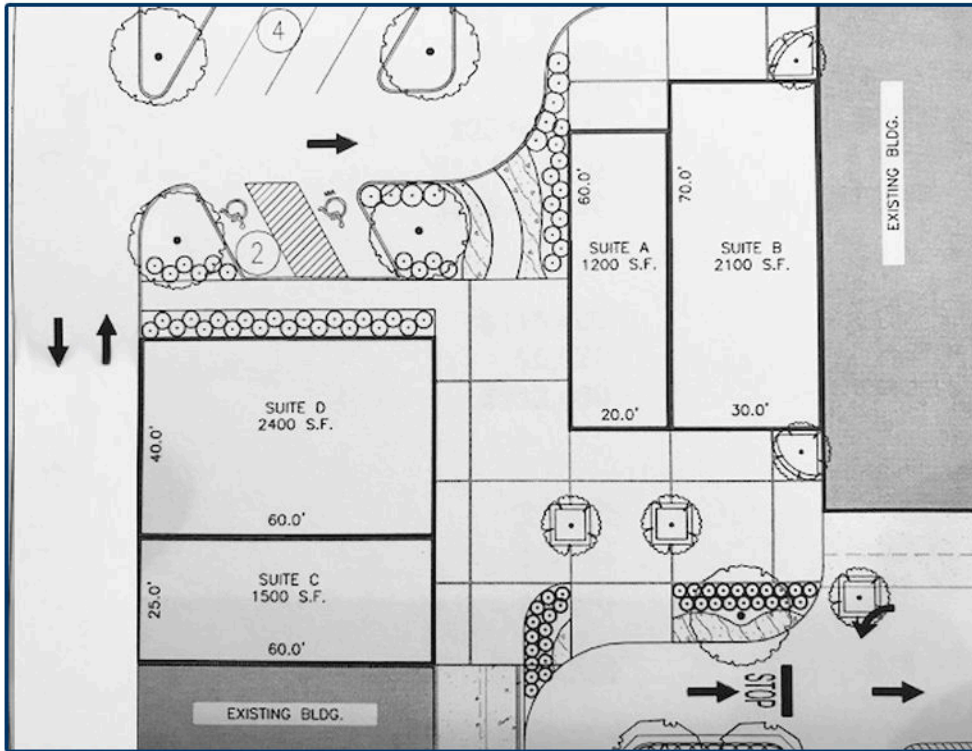 4
EXISTING BLDG.
60.0'
70.0'
SUITE A
1200 S.F.
SUITE B
2100 S.F.
2
20.0'
30.0'
SUITE D
2400 S.F.
40.0'
60.0'
SUITE C
1500 S.F.
25.0'
60.0'
STOP
EXISTING BLDG.